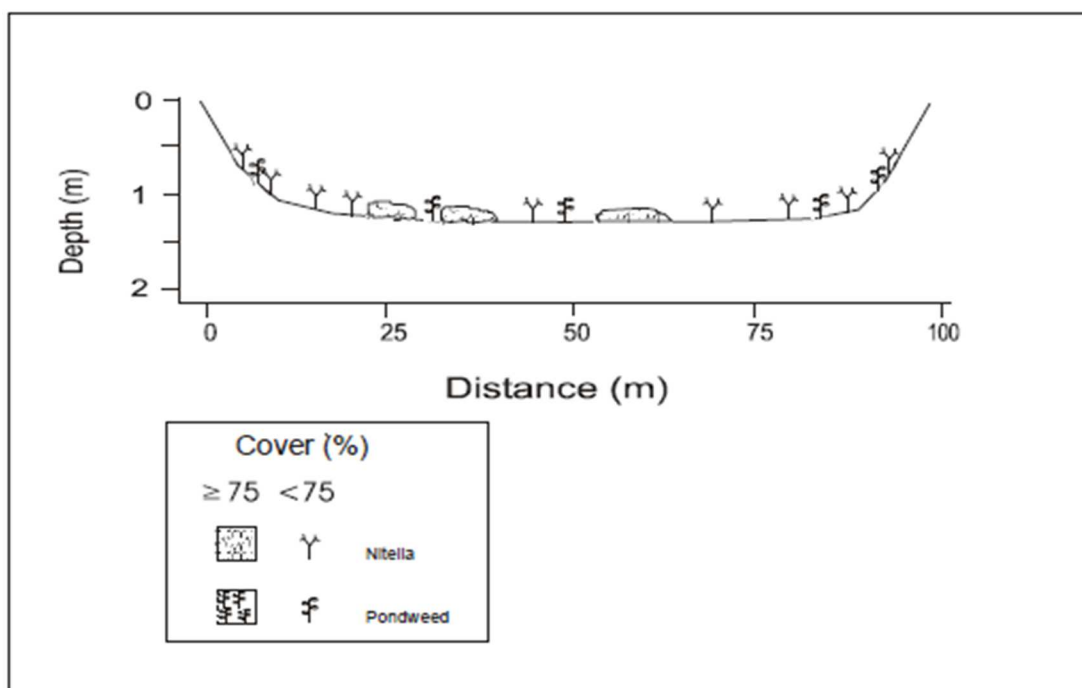 0
1
2
Depth (m)
0 25 50 75 100
Distance (m)
Cover (%)
≥ 75 <75
Nitella
Pondweed